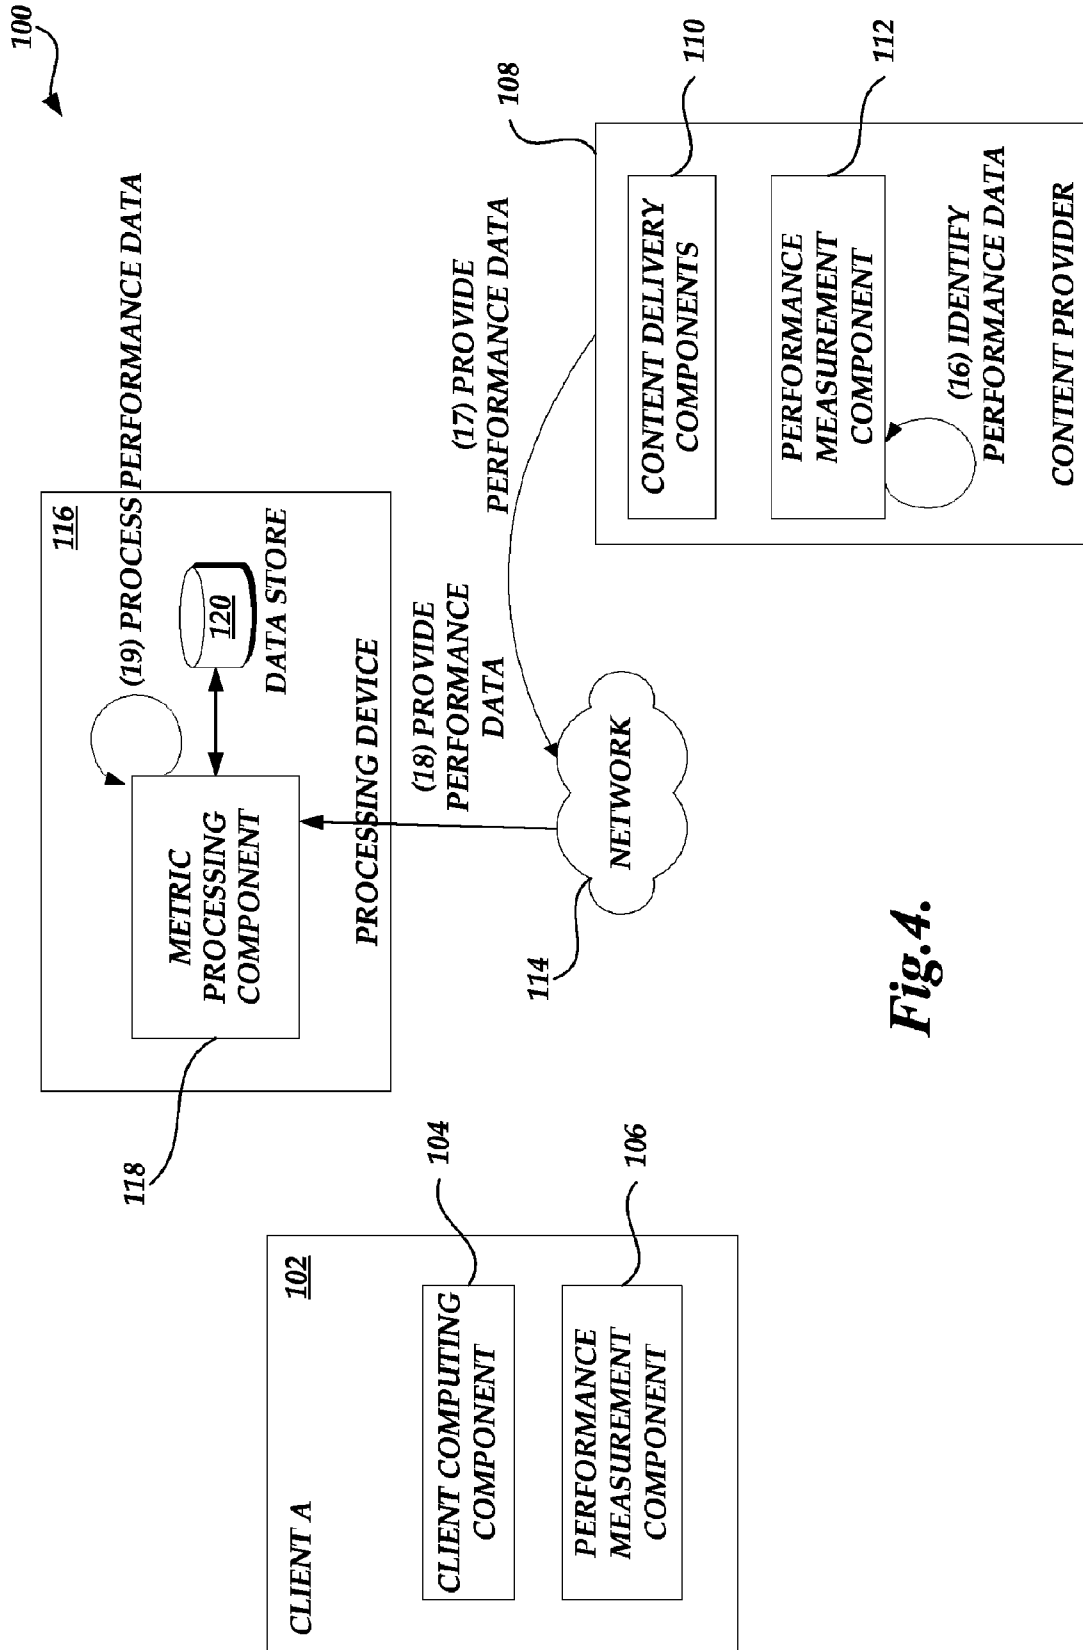 100
116
(19) PROCESS PERFORMANCE DATA
METRIC
PROCESSING
COMPONENT
120
DATA STORE
PROCESSING DEVICE
118
CLIENT A
102
CLIENT COMPUTING
COMPONENT
104
PERFORMANCE
MEASUREMENT
COMPONENT
106
(18) PROVIDE
PERFORMANCE
DATA
(17) PROVIDE
PERFORMANCE DATA
NETWORK
114
108
CONTENT DELIVERY
COMPONENTS
110
PERFORMANCE
MEASUREMENT
COMPONENT
112
(16) IDENTIFY
PERFORMANCE DATA
CONTENT PROVIDER
Fig.4.